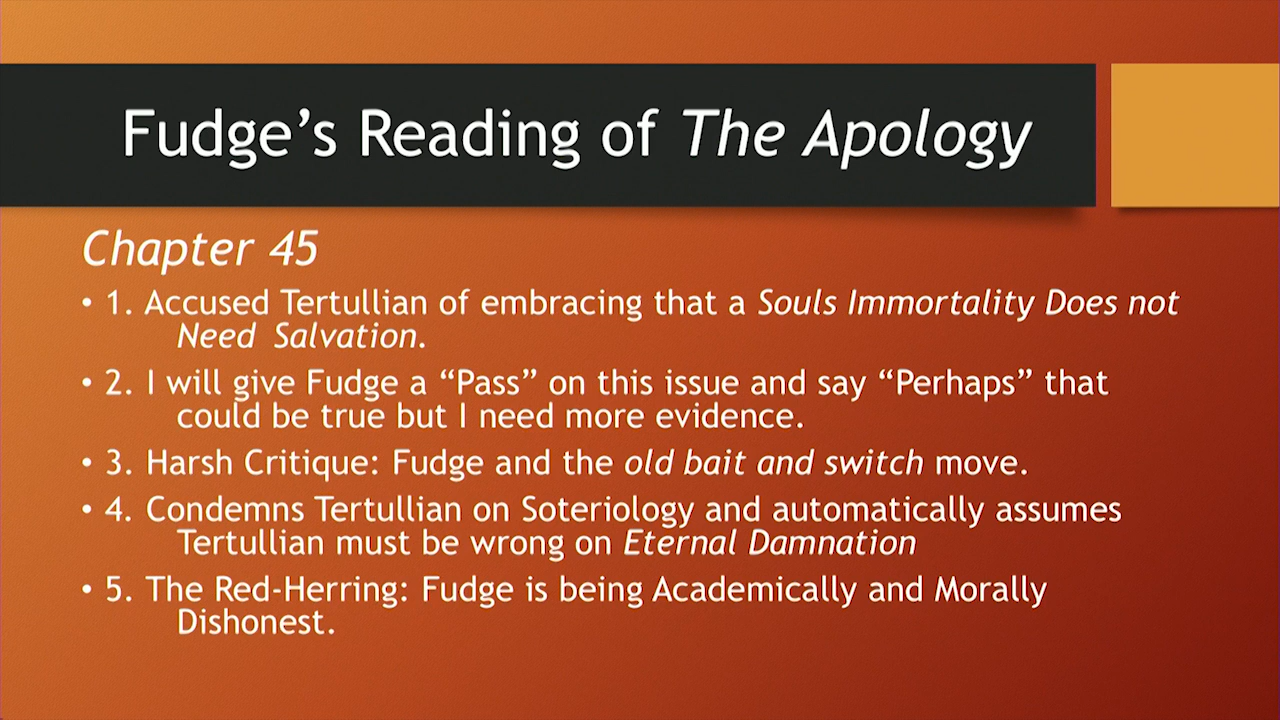 Fudge’s Reading of The Apology
Chapter 45
• 1. Accused Tertullian of embracing that a Souls Immortality Does not
Need Salvation.
• 2. I will give Fudge a “Pass” on this issue and say “Perhaps” that
could be true but I need more evidence.
• 3. Harsh Critique: Fudge and the old bait and switch move.
• 4. Condemns Tertullian on Soteriology and automatically assumes
Tertullian must be wrong on Eternal Damnation
• 5. The Red-Herring: Fudge is being Academically and Morally
Dishonest.